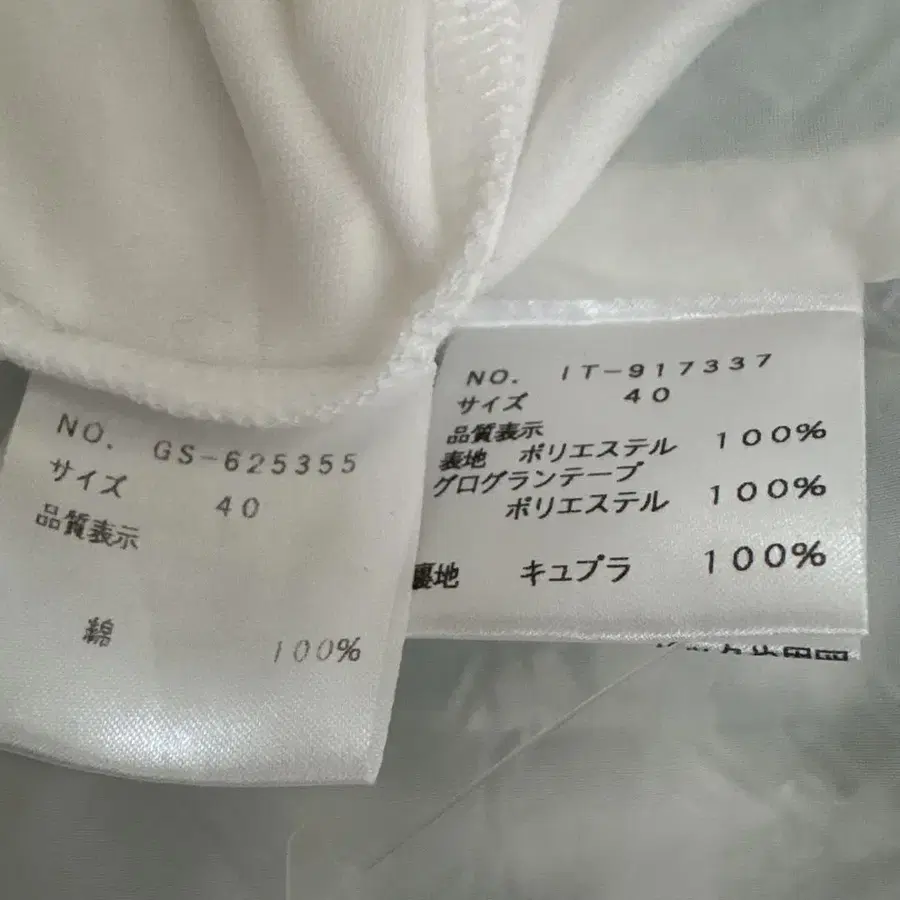 NO. GS-625355
サイズ 40
品質表示
綿 100%
NO. IT-917337
サイズ 40
品質表示
表地 ポリエステル 100%
グログランテープ
ポリエステル 100%
裏地 キュプラ 100%